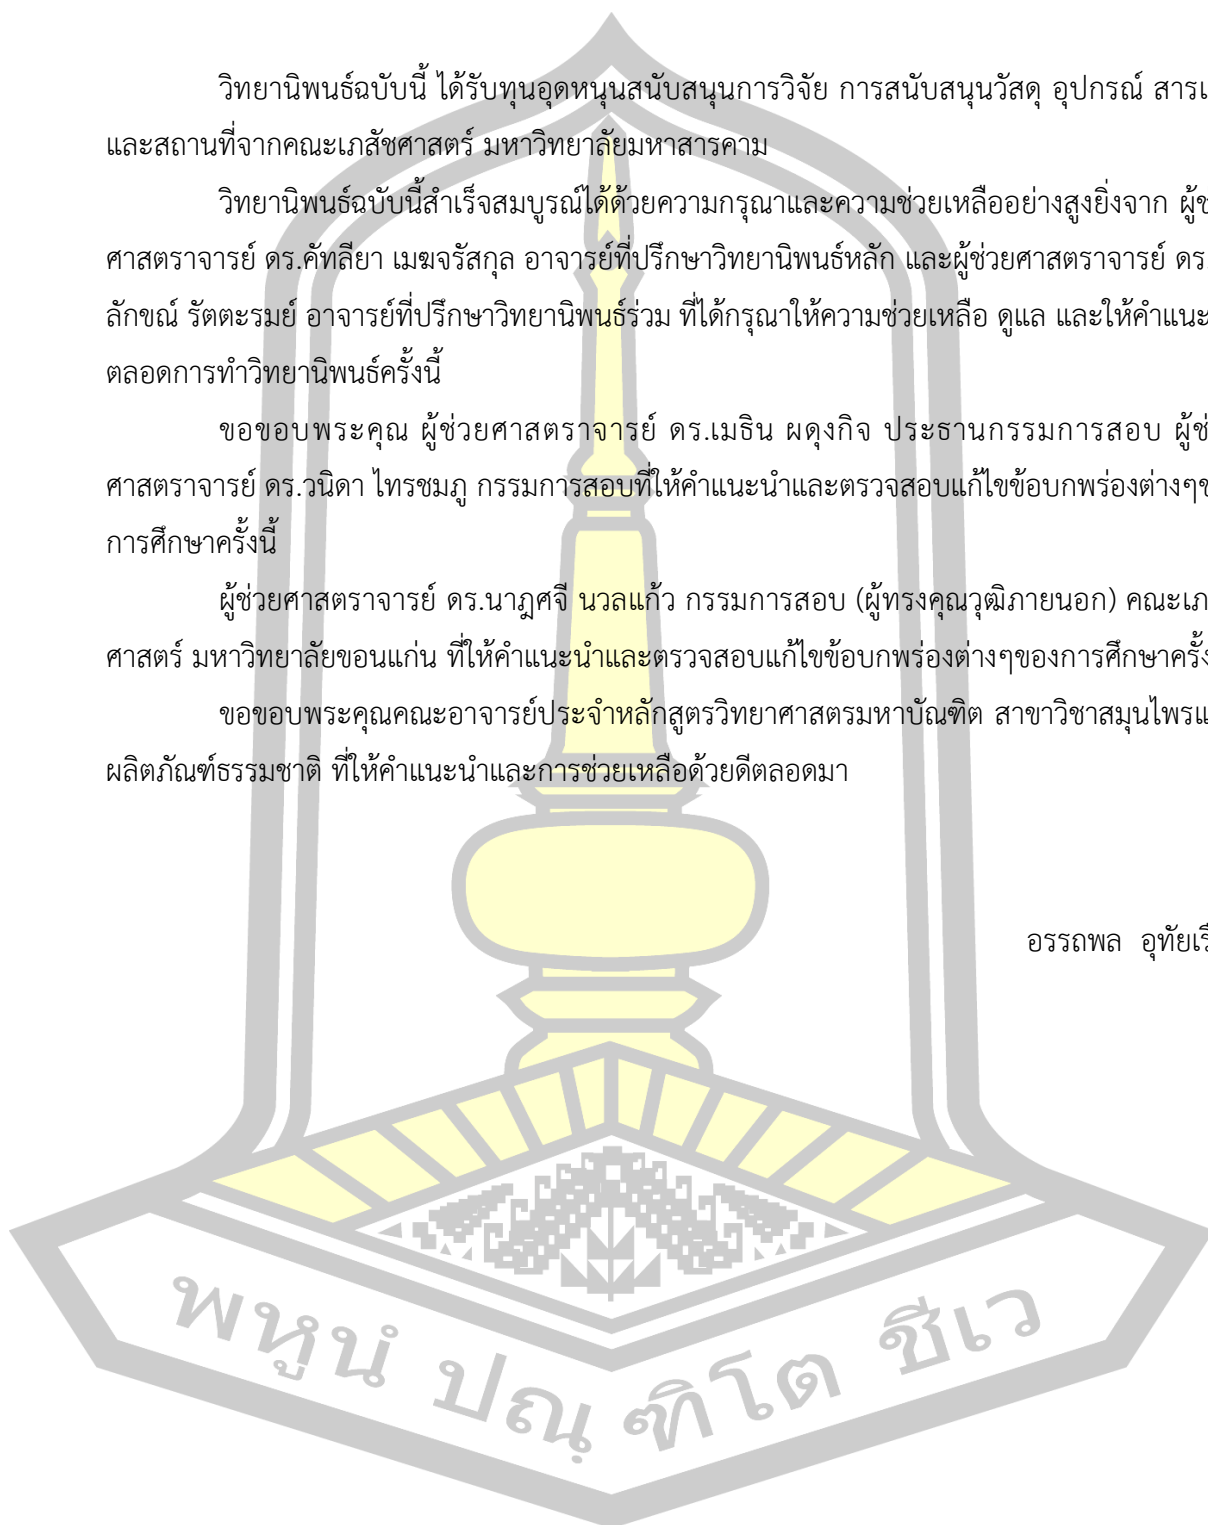 วิทยานิพนธ์ฉบับนี้ ได้รับทุนอุดหนุนสนับสนุนการวิจัย การสนับสนุนวัสดุ อุปกรณ์
และสถานที่จากคณะเภสัชศาสตร์ มหาวิทยาลัยมหาสารคาม
วิทยานิพนธ์ฉบับนี้สำเร็จสมบูรณ์ได้ด้วยความกรุณาและความช่วยเหลืออย่างสูงยิ่งจาก
ศาสตราจารย์ ดร.คัทลียา เมฆจรัสกุล อาจารย์ที่ปรึกษาวิทยานิพนธ์หลัก และผู้ช่วยศาสตราจารย์ ดร.
ลักขณ์ รัตตะรมย์ อาจารย์ที่ปรึกษาวิทยานิพนธ์ร่วม ที่ได้กรุณาให้ความช่วยเหลือ ดูแล และให้คำแนะ
ตลอดการทำวิทยานิพนธ์ครั้งนี้
ขอขอบพระคุณ ผู้ช่วยศาสตราจารย์ ดร.เมธิน ผดุงกิจ ประธานกรรมการสอบ ผู้ช่
ศาสตราจารย์ ดร.วนิดา ไทรชมภู กรรมการสอบที่ให้คำแนะนำและตรวจสอบแก้ไขข้อบกพร่องต่างๆ
การศึกษาครั้งนี้
ผู้ช่วยศาสตราจารย์ ดร.นาฎศจี นวลแก้ว กรรมการสอบ (ผู้ทรงคุณวุฒิภายนอก) คณะเภ
ศาสตร์ มหาวิทยาลัยขอนแก่น ที่ให้คำแนะนำและตรวจสอบแก้ไขข้อบกพร่องต่างๆของการศึกษาครั้ง
ขอขอบพระคุณคณะอาจารย์ประจำหลักสูตรวิทยาศาสตรมหาบัณฑิต สาขาวิชาสมุนไพรแ
ผลิตภัณฑ์ธรรมชาติ ที่ให้คำแนะนำและการช่วยเหลือด้วยดีตลอดมา
อรรถพล อุทัยเรื
พหูนํ ปณฺ ฑิโต ชีเว